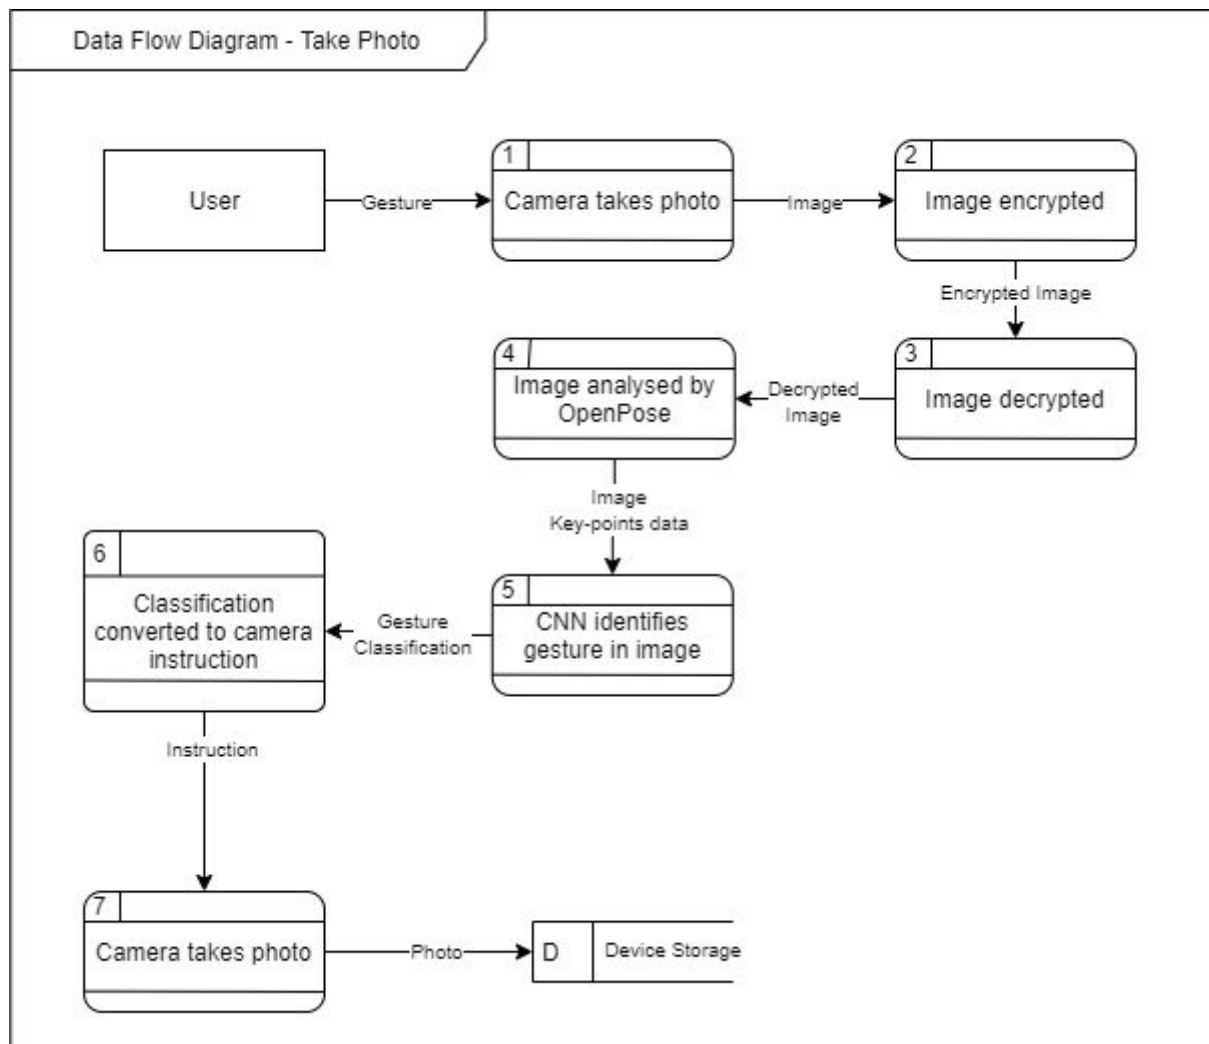 Data Flow Diagram - Take Photo
User
Gesture
1
Camera takes photo
Image
2
Image encrypted
Encrypted Image
3
Image decrypted
Decrypted
Image
4
Image analysed by
OpenPose
Image
Key-points data
5
CNN identifies
gesture in image
Gesture
Classification
6
Classification
converted to camera
instruction
Instruction
7
Camera takes photo
Photo
D
Device Storage